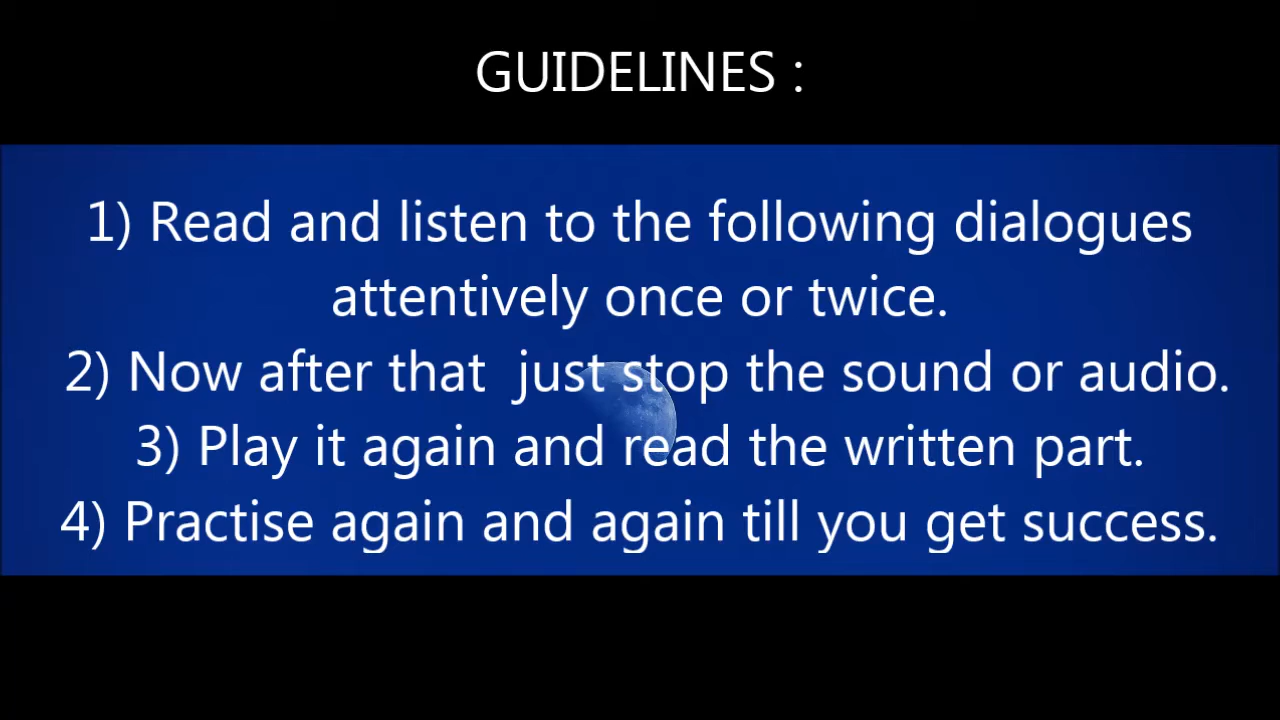 GUIDELINES :
1) Read and listen to the following dialogues
attentively once or twice.
2) Now after that  just stop the sound or audio.
3) Play it again and read the written part.
4) Practise again and again till you get success.